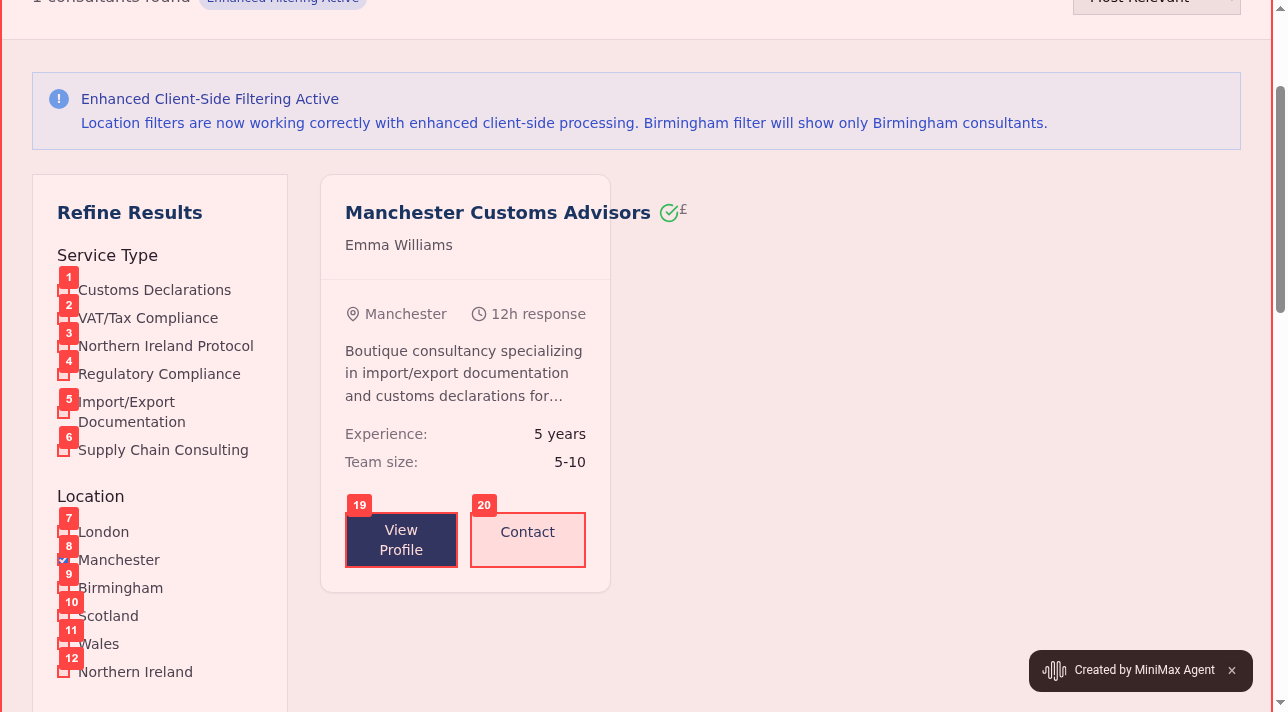 1 consultants found Enhanced Filtering Active
Most Relevant
!
Enhanced Client-Side Filtering Active
Location filters are now working correctly with enhanced client-side processing. Birmingham filter will show only Birmingham consultants.
Refine Results
Service Type
1
Customs Declarations
2
VAT/Tax Compliance
3
Northern Ireland Protocol
4
Regulatory Compliance
5
Import/Export
Documentation
6
Supply Chain Consulting
Location
7
London
8
Manchester
9
Birmingham
10
Scotland
11
Wales
12
Northern Ireland
Manchester Customs Advisors £
Emma Williams
Manchester 12h response
Boutique consultancy specializing
in import/export documentation
and customs declarations for…
Experience: 5 years
Team size: 5-10
19
View
Profile
20
Contact
Created by MiniMax Agent ×